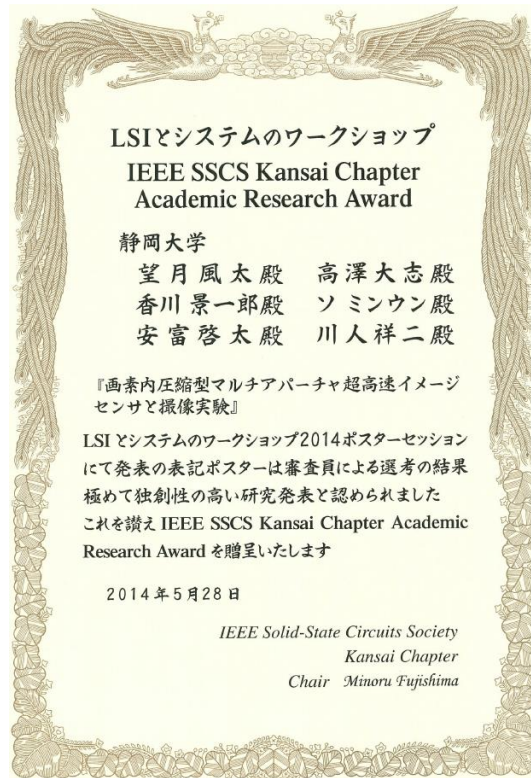 LSIとシステムのワークショップ
IEEE SSCS Kansai Chapter
Academic Research Award
静岡大学
望月風太殿 高澤大志殿
香川景一郎殿 ソ ミンウン殿
安富啓太殿 川人祥二殿
『画素内圧縮型マルチアパーチャ超高速イメージ
センサと撮像実験』
LSIとシステムのワークショップ2014ポスターセッション
にて発表の表記ポスターは審査員による選考の結果
極めて独創性の高い研究発表と認められました
これを讃え IEEE SSCS Kansai Chapter Academic
Research Award を贈呈いたします
2014年5月28日
IEEE Solid-State Circuits Society
Kansai Chapter
Chair Minoru Fujishima